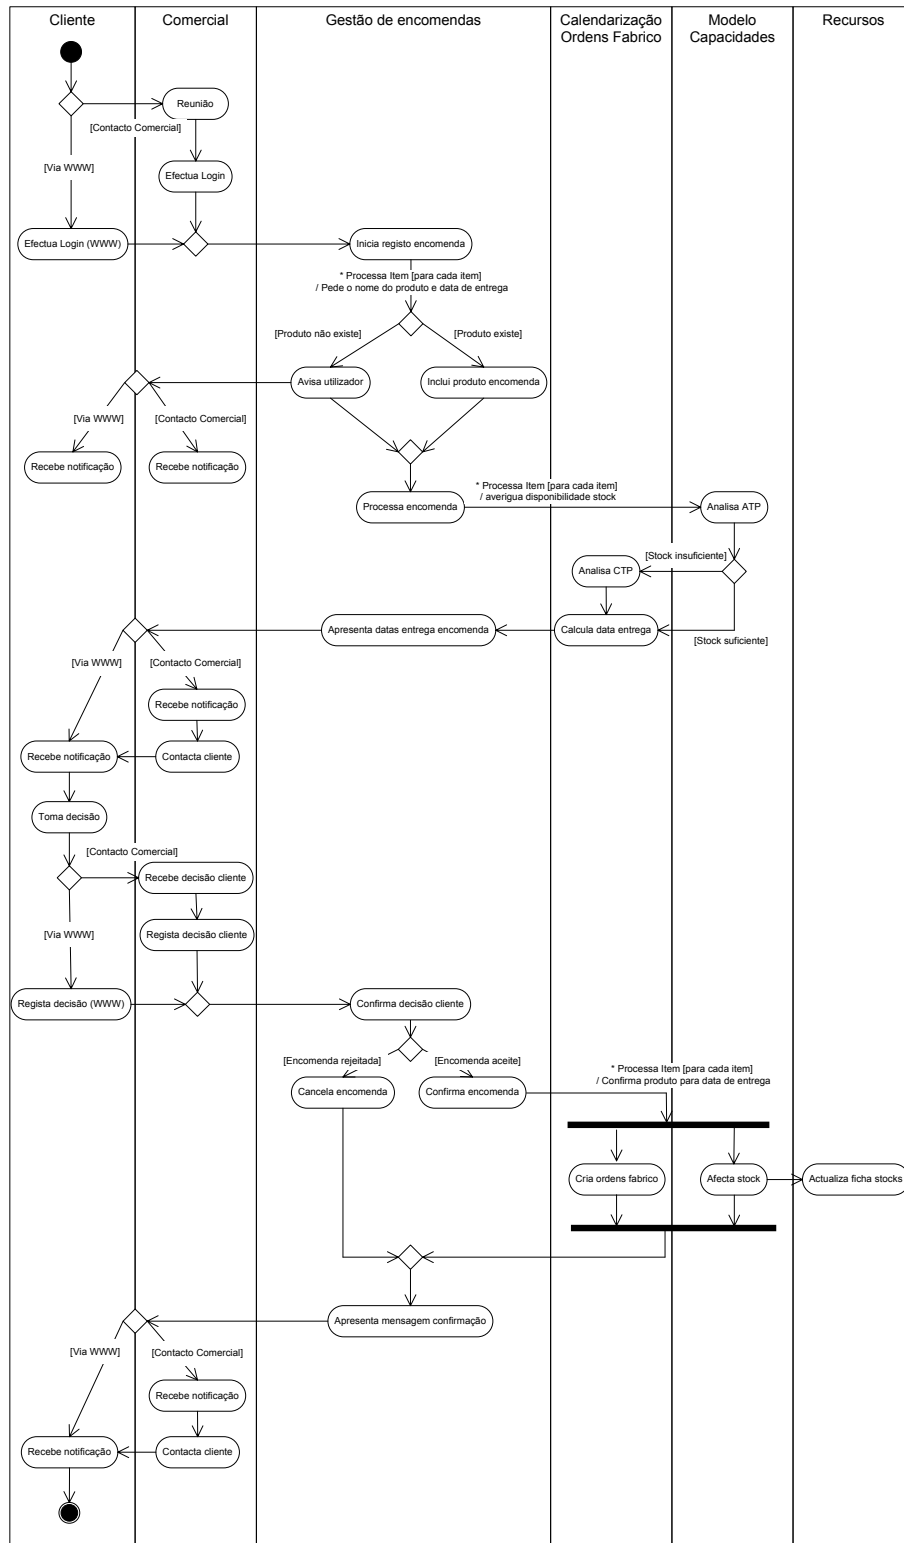 Cliente
Comercial
Gestão de encomendas
Calendarização
Ordens Fabrico
Modelo
Capacidades
Recursos
Reunião
[Contacto Comercial]
[Via WWW]
Efectua Login
Efectua Login (WWW)
Inicia registo encomenda
* Processa Item [para cada item]
/ Pede o nome do produto e data de entrega
[Produto não existe]
[Produto existe]
Avisa utilizador
Inclui produto encomenda
[Via WWW]
[Contacto Comercial]
Recebe notificação
Recebe notificação
* Processa Item [para cada item]
/ averigua disponibilidade stock
Processa encomenda
Analisa ATP
[Stock insuficiente]
Analisa CTP
Apresenta datas entrega encomenda
Calcula data entrega
[Stock suficiente]
[Via WWW]
[Contacto Comercial]
Recebe notificação
Recebe notificação
Contacta cliente
Toma decisão
[Contacto Comercial]
Recebe decisão cliente
[Via WWW]
Regista decisão cliente
Regista decisão (WWW)
Confirma decisão cliente
[Encomenda rejeitada]
[Encomenda aceite]
* Processa Item [para cada item]
/ Confirma produto para data de entrega
Cancela encomenda
Confirma encomenda
Cria ordens fabrico
Afecta stock
Actualiza ficha stocks
Apresenta mensagem confirmação
[Via WWW]
[Contacto Comercial]
Recebe notificação
Recebe notificação
Contacta cliente